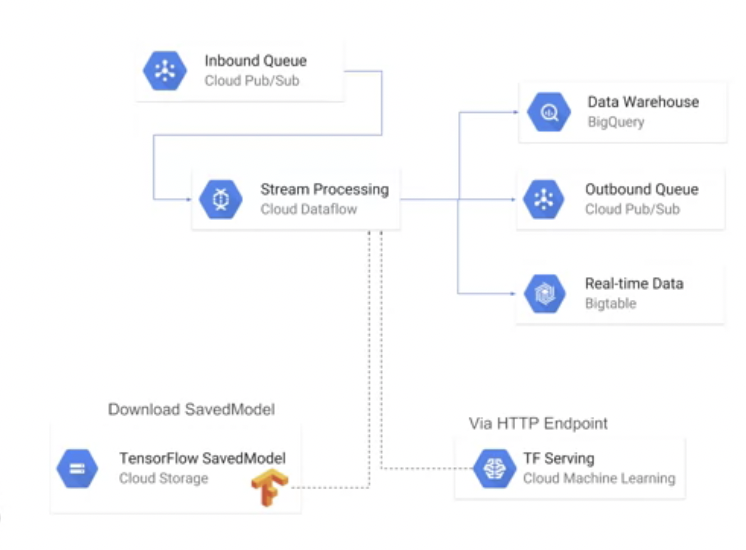 Inbound Queue
Cloud Pub/Sub
Data Warehouse
BigQuery
Stream Processing
Cloud Dataflow
Outbound Queue
Cloud Pub/Sub
Real-time Data
Bigtable
Download SavedModel
TensorFlow SavedModel
Cloud Storage
Via HTTP Endpoint
TF Serving
Cloud Machine Learning